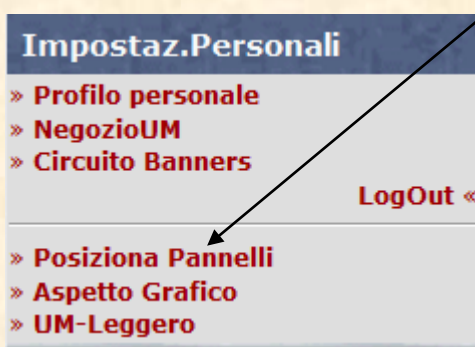 Impostaz.Personali
» Profilo personale
» NegozioUM
» Circuito Banners
LogOut «
» Posiziona Pannelli
» Aspetto Grafico
» UM-Leggero